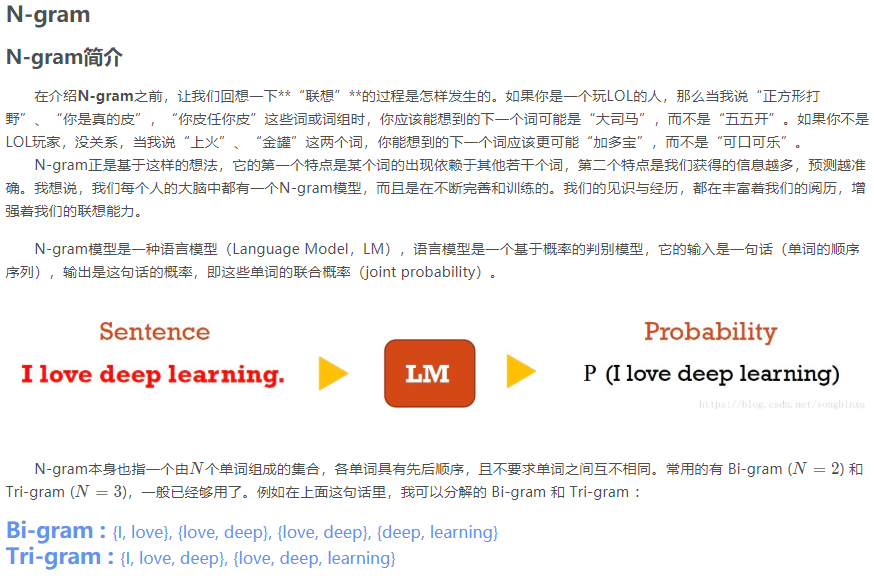 N-gram
N-gram简介
在介绍N-gram之前，让我们回想一下**“联想”**的过程是怎样发生的。如果你是一个玩LOL的人，那么当我说“正方形打
野”、“你是真的皮”，“你皮任你皮”这些词或词组时，你应该能想到的下一个词可能是“大司马”，而不是“五五开”。如果你不是
LOL玩家，没关系，当我说“上火”、“金罐”这两个词，你能想到的下一个词应该更可能“加多宝”，而不是“可口可乐”。
N-gram正是基于这样的想法，它的第一个特点是某个词的出现依赖于其他若干个词，第二个特点是我们获得的信息越多，预测越准
确。我想说，我们每个人的大脑中都有一个N-gram模型，而且是在不断完善和训练的。我们的见识与经历，都在丰富着我们的阅历，增
强着我们的联想能力。
N-gram模型是一种语言模型（Language Model，LM），语言模型是一个基于概率的判别模型，它的输入是一句话（单词的顺序
序列），输出是这句话的概率，即这些单词的联合概率（joint probability）。
Sentence
Probability
I love deep learning.
LM
P (I love deep learning)
https://blog.csdn.net/songbinxu
N-gram本身也指一个由N个单词组成的集合，各单词具有先后顺序，且不要求单词之间互不相同。常用的有 Bi-gram (N = 2) 和
Tri-gram (N = 3)，一般已经够用了。例如在上面这句话里，我可以分解的 Bi-gram 和 Tri-gram ：
Bi-gram : {I, love}, {love, deep}, {love, deep}, {deep, learning}
Tri-gram : {I, love, deep}, {love, deep, learning}